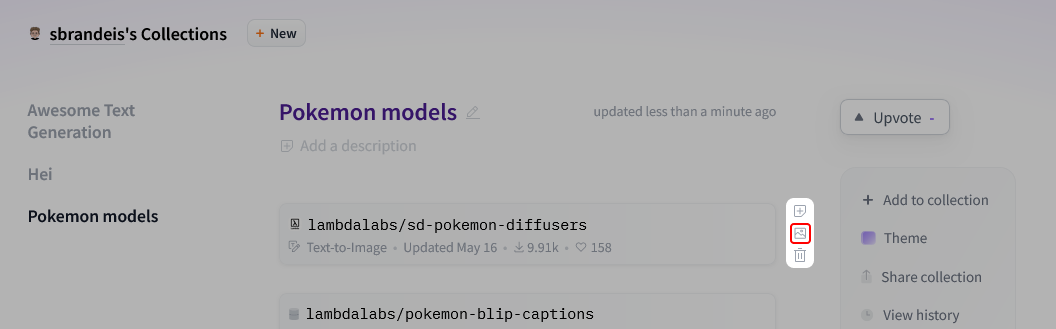 sbrandeis's Collections
+ New
Awesome Text
Generation
Hei
Pokemon models
Pokemon models
updated less than a minute ago
Add a description
lambdalabs/sd-pokemon-diffusers
Text-to-Image • Updated May 16 • 9.91k • 158
lambdalabs/pokemon-blip-captions
Upvote -
Add to collection
Theme
Share collection
View history